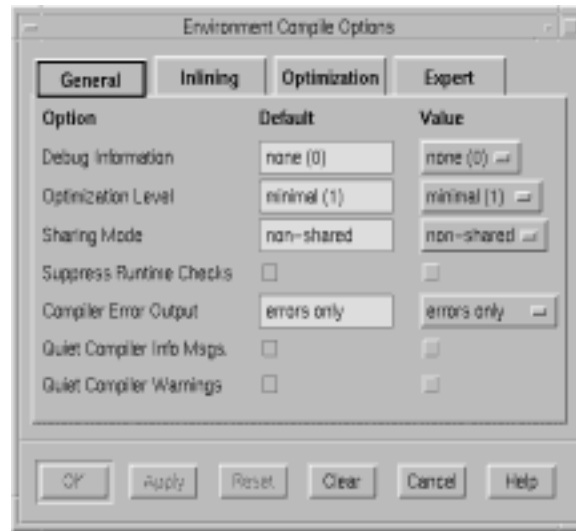 Environment Compile Options
General Inlining Optimization Expert
Option Default Value
Debug Information none (0) none (0)
Optimization Level minimal (1) minimal (1)
Sharing Mode non-shared non-shared
Suppress Runtime Checks
Compiler Error Output errors only errors only
Quiet Compiler Info Msgs.
Quiet Compiler Warnings
OK Apply Reset Clear Cancel Help